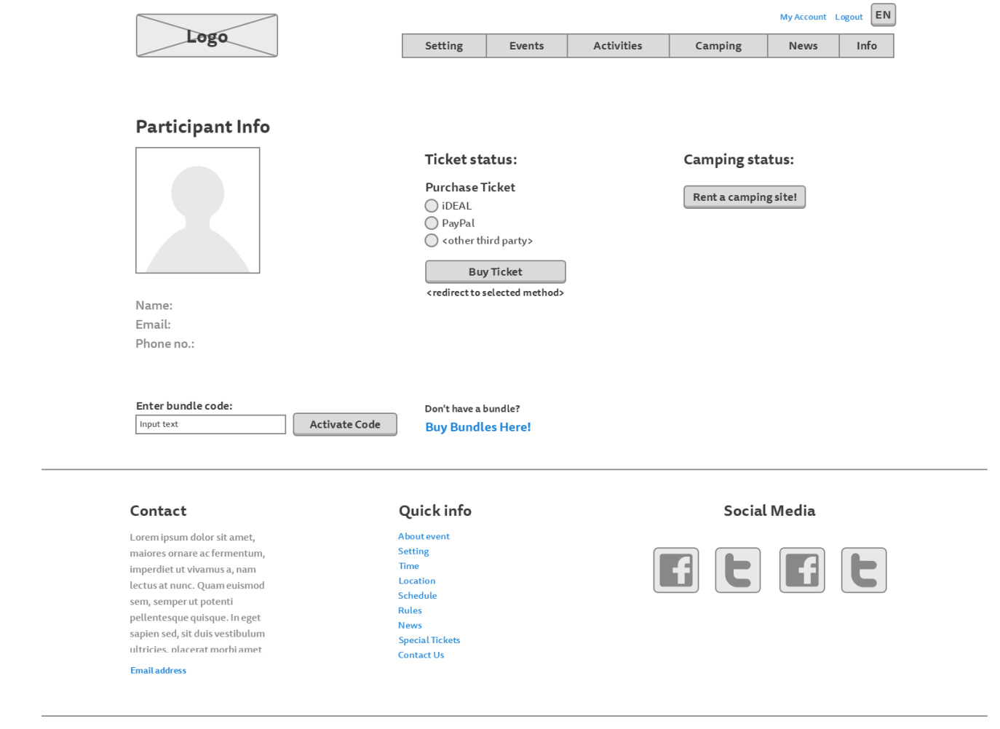 My Account Logout EN
Logo
Setting Events Activities Camping News Info
Participant Info
Ticket status:
Purchase Ticket
iDEAL
PayPal
<other third party>
Buy Ticket
<redirect to selected method>
Camping status:
Rent a camping site!
Name:
Email:
Phone no.:
Enter bundle code:
Input text
Activate Code
Don't have a bundle?
Buy Bundles Here!
Contact
Lorem ipsum dolor sit amet,
maiores ornare ac fermentum,
imperdiet ut vivamus a, nam
lectus at nunc. Quam euismod
sem, semper ut potenti
pellentesque quisque. In eget
sapien sed, sit duis vestibulum
ultricies, placerat morbi amet
Email address
Quick info
About event
Setting
Time
Location
Schedule
Rules
News
Special Tickets
Contact Us
Social Media